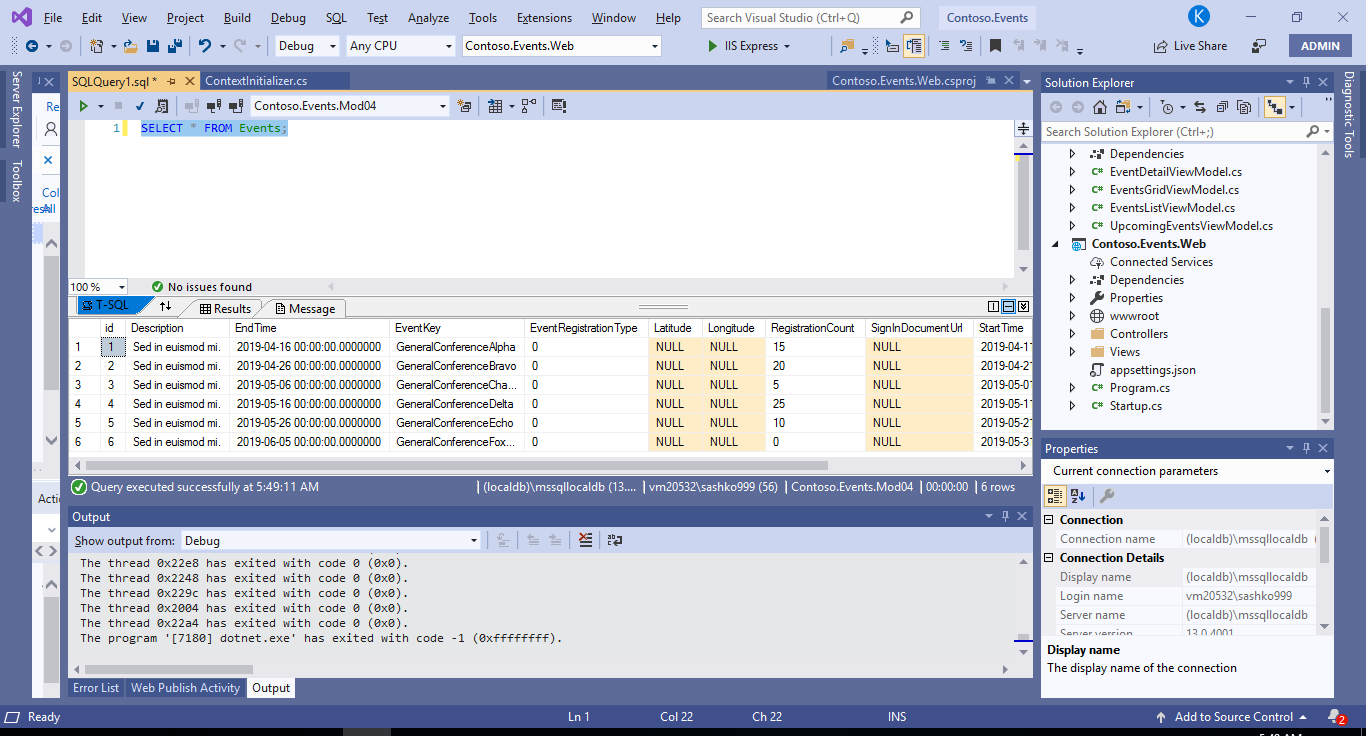 File Edit View Project Build Debug SQL Test Analyze Tools Extensions Window Help Search Visual Studio (Ctrl+Q) Contoso.Events K
Debug Any CPU Contoso.Events.Web IIS Express Live Share ADMIN
Server Explorer
Toolbox
Diagnostic Tools
SQLQuery1.sql * ContextInitializer.cs Contoso.Events.Web.csproj
Contoso.Events.Mod04
1 SELECT * FROM Events;
100 % No issues found
T-SQL Results Message
id Description EndTime EventKey EventRegistrationType Latitude Longitude RegistrationCount SignInDocumentUrl StartTime
1 1 Sed in euismod mi. 2019-04-16 00:00:00.0000000 GeneralConferenceAlpha 0 NULL NULL 15 NULL 2019-04-11
2 2 Sed in euismod mi. 2019-04-26 00:00:00.0000000 GeneralConferenceBravo 0 NULL NULL 20 NULL 2019-04-21
3 3 Sed in euismod mi. 2019-05-06 00:00:00.0000000 GeneralConferenceCha... 0 NULL NULL 5 NULL 2019-05-01
4 4 Sed in euismod mi. 2019-05-16 00:00:00.0000000 GeneralConferenceDelta 0 NULL NULL 25 NULL 2019-05-11
5 5 Sed in euismod mi. 2019-05-26 00:00:00.0000000 GeneralConferenceEcho 0 NULL NULL 10 NULL 2019-05-21
6 6 Sed in euismod mi. 2019-06-05 00:00:00.0000000 GeneralConferenceFox... 0 NULL NULL 0 NULL 2019-05-31
Query executed successfully at 5:49:11 AM (localdb)\mssqllocaldb (13.... vm20532\sashko999 (56) Contoso.Events.Mod04 00:00:00 6 rows
Output
Show output from: Debug
The thread 0x22e8 has exited with code 0 (0x0).
The thread 0x2248 has exited with code 0 (0x0).
The thread 0x229c has exited with code 0 (0x0).
The thread 0x2004 has exited with code 0 (0x0).
The thread 0x22a4 has exited with code 0 (0x0).
The program '[7180] dotnet.exe' has exited with code -1 (0xffffffff).
Error List Web Publish Activity Output
Solution Explorer
Search Solution Explorer (Ctrl+;)
Dependencies
C# EventDetailViewModel.cs
C# EventsGridViewModel.cs
C# EventsListViewModel.cs
C# UpcomingEventsViewModel.cs
Contoso.Events.Web
Connected Services
Dependencies
Properties
wwwroot
Controllers
Views
appsettings.json
C# Program.cs
C# Startup.cs
Properties
Current connection parameters
Connection
Connection name (localdb)\mssqllocaldb (
Connection Details
Display name (localdb)\mssqllocaldb
Login name vm20532\sashko999
Server name (localdb)\mssqllocaldb
Server version 13.0.4001
Display name
The display name of the connection
Re
Col
All
Actio
Ready Ln 1 Col 22 Ch 22 INS Add to Source Control 2